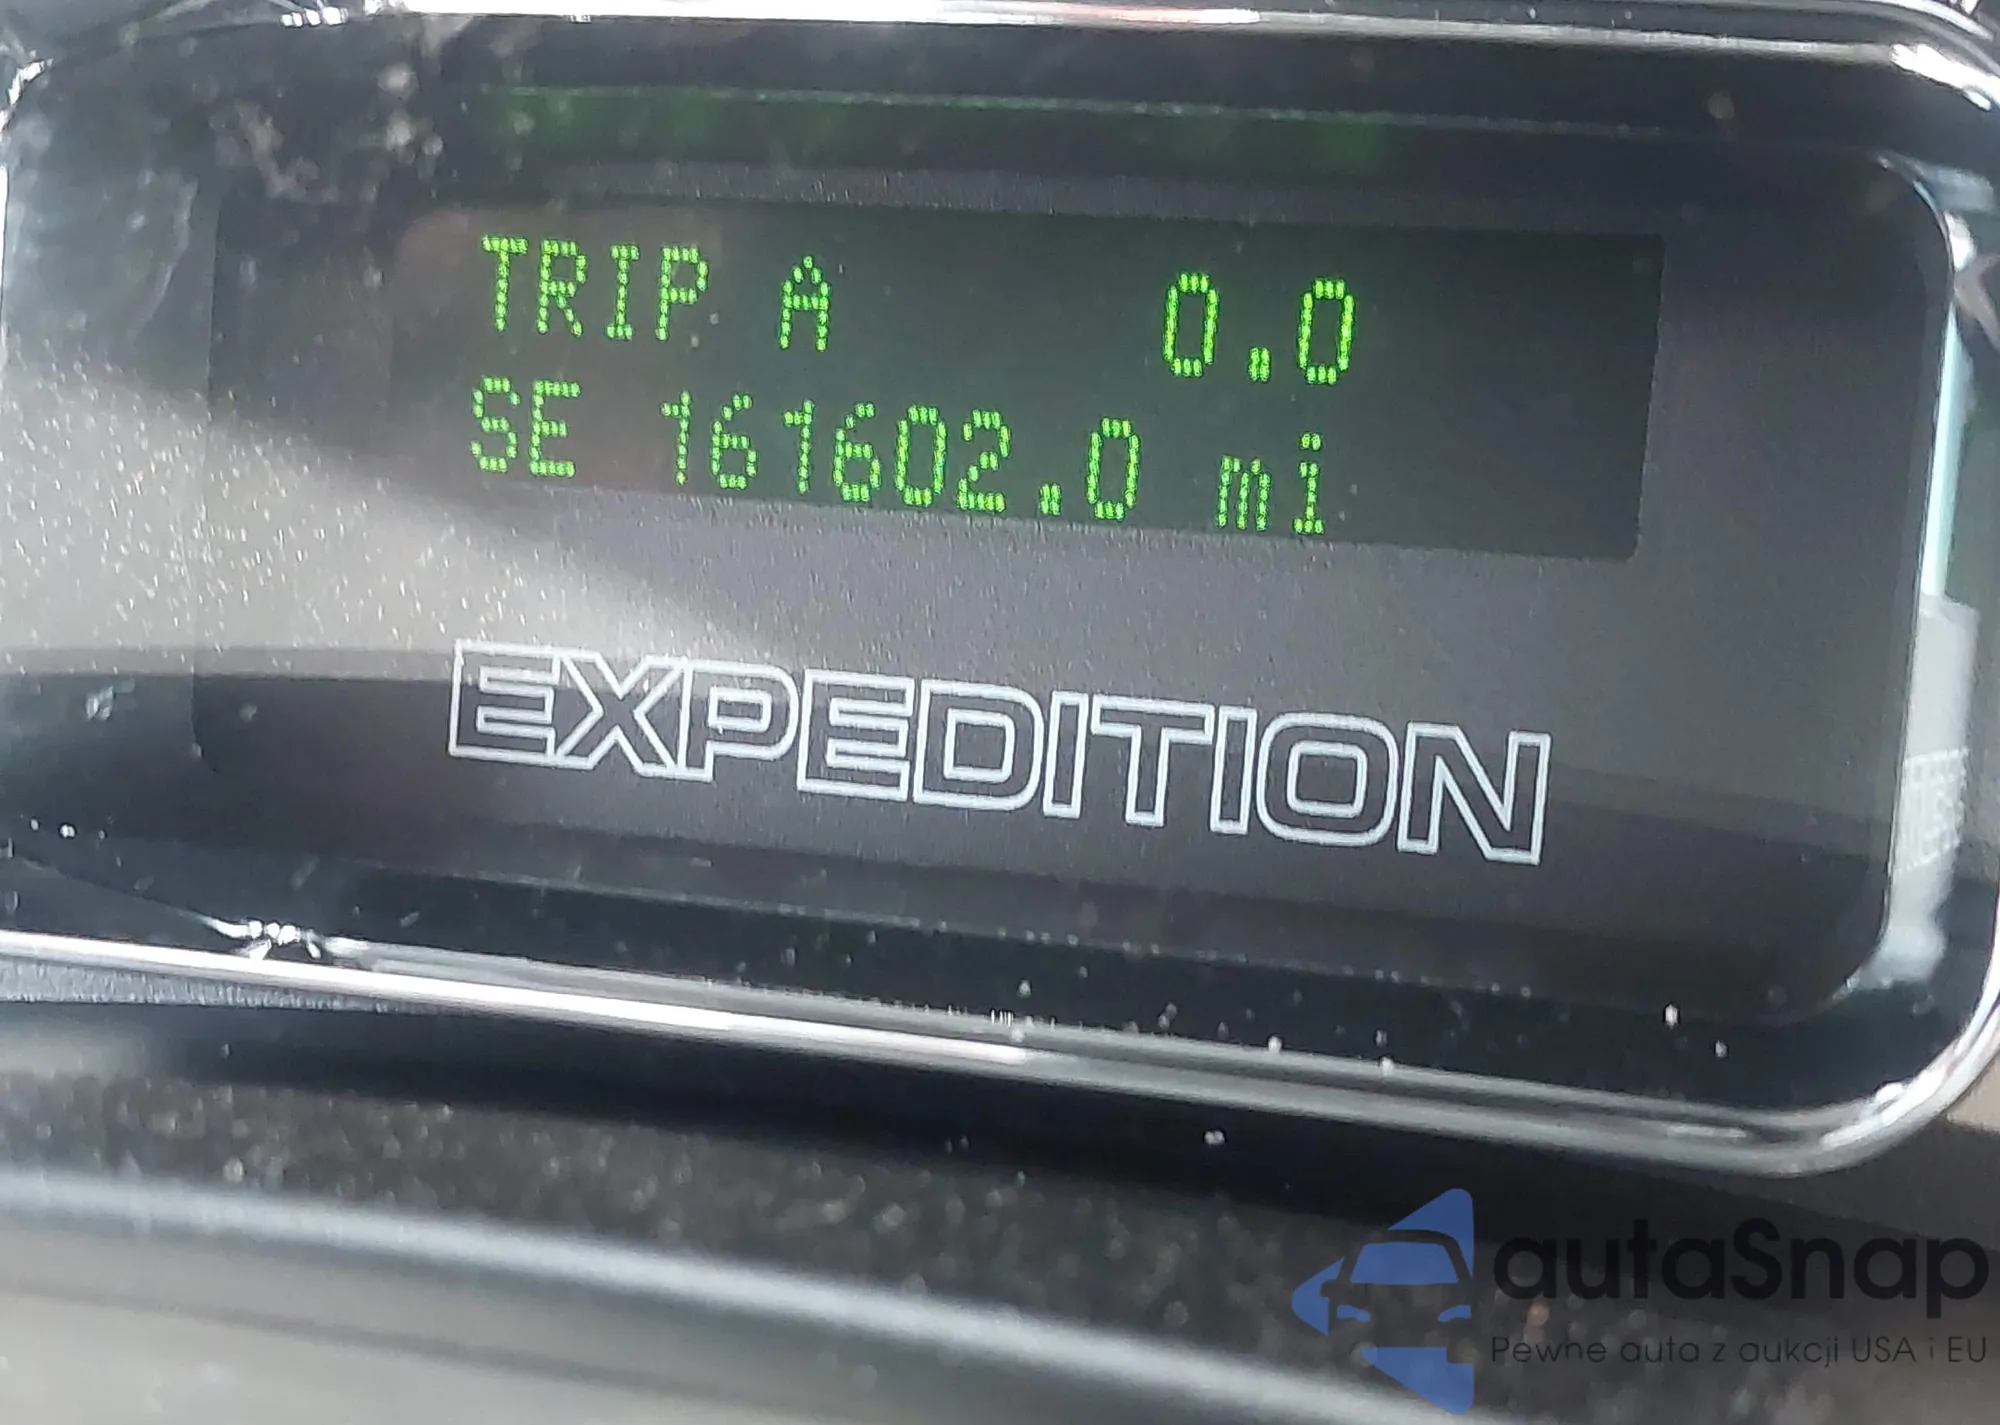 TRIP A 0.0
SE 161602.0 mi
EXPEDITION
autaSnap
Pewne auta z aukcji USA i EU